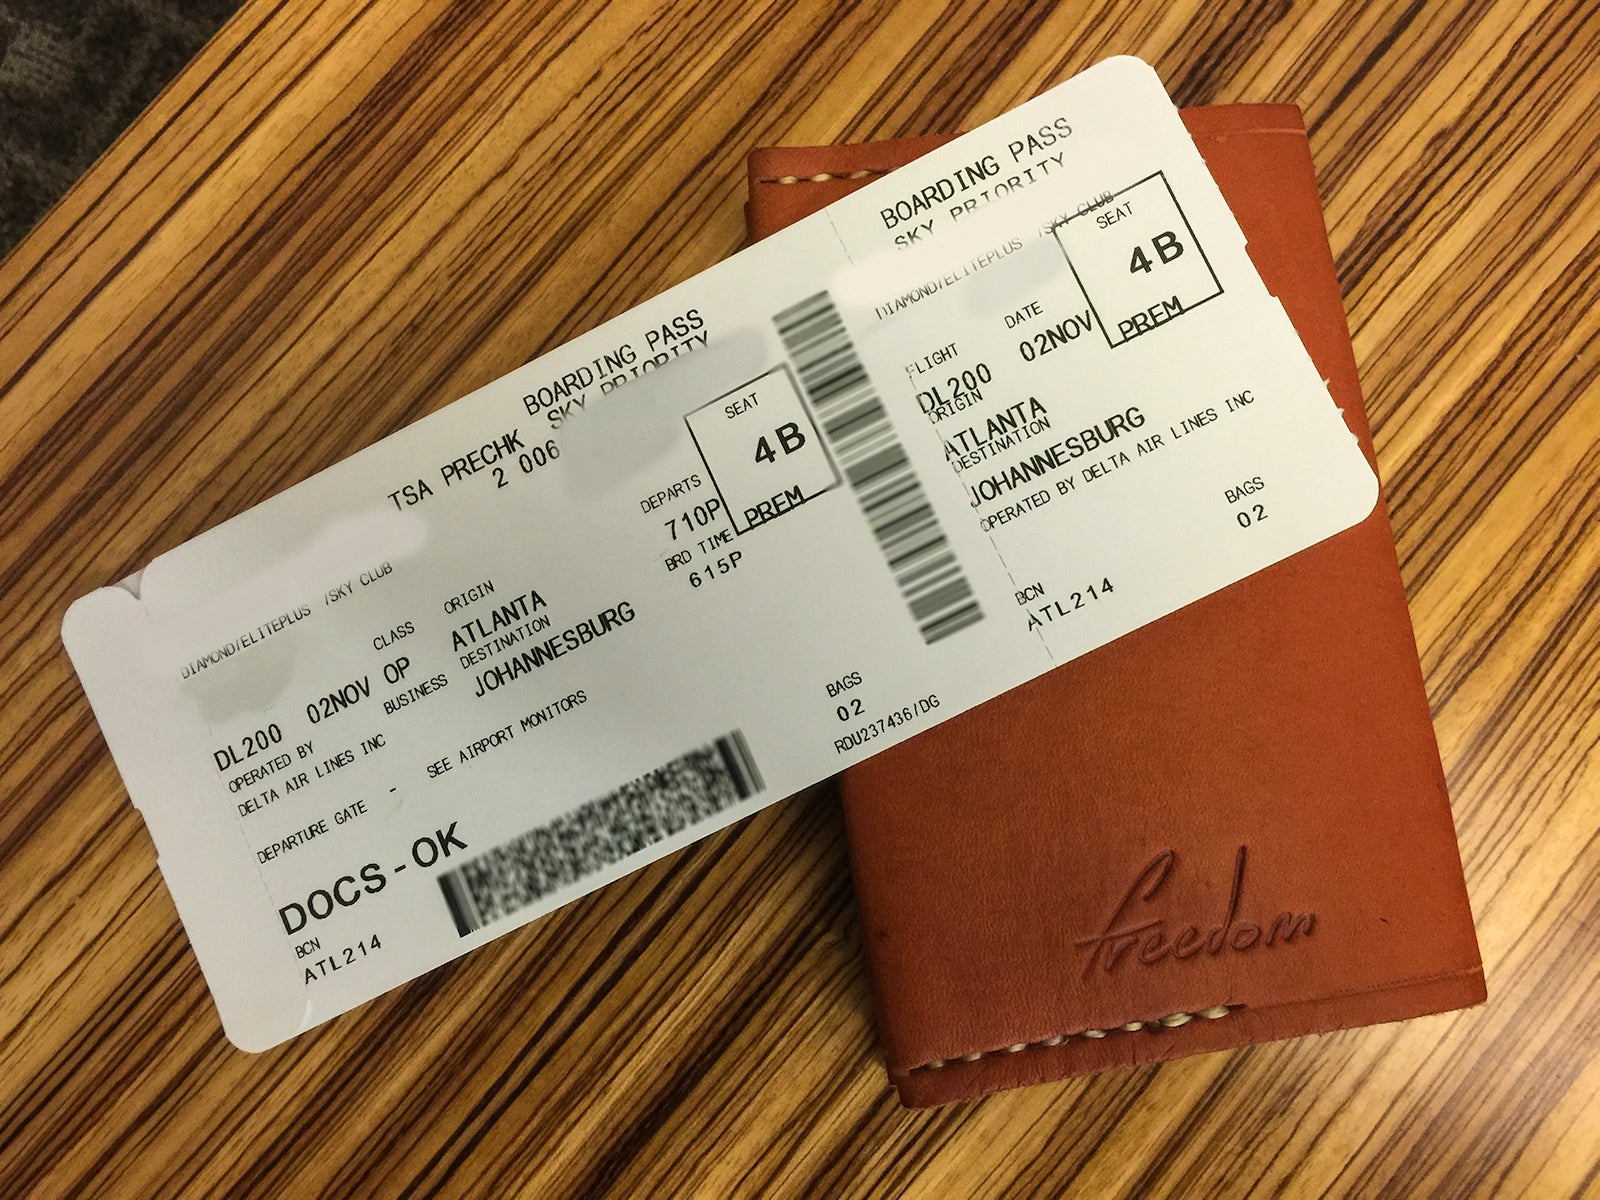 BOARDING PASS
SKY PRIORITY
TSA PRECHK
2 006
DIAMOND/ELITEPLUS /SKY CLUB
SEAT
4B
PREM
DEPARTS
710P
BRD TIME
615P
CLASS
ORIGIN
DL200 02NOV OP ATLANTA
BUSINESS DESTINATION
JOHANNESBURG
OPERATED BY
DELTA AIR LINES INC
DEPARTURE GATE - SEE AIRPORT MONITORS
DOCS-OK
BCN
ATL214
BAGS
02
RDU237436/DG
BOARDING PASS
SKY PRIORITY
DIAMOND/ELITEPLUS /SKY CLUB
SEAT
4B
PREM
FLIGHT DATE
DL200 02NOV
ORIGIN
ATLANTA
DESTINATION
JOHANNESBURG
OPERATED BY DELTA AIR LINES INC
BAGS
02
BCN
ATL214
freedom